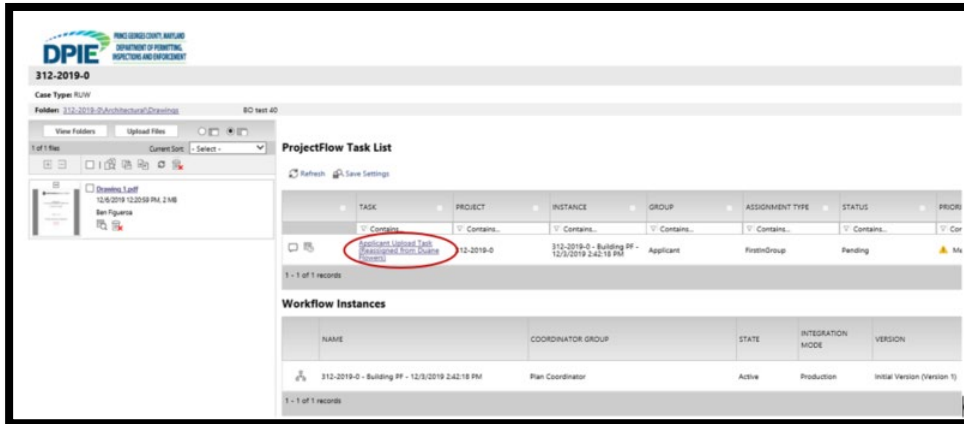 PRINCE GEORGE'S COUNTY, MARYLAND
DEPARTMENT OF PERMITTING,
INSPECTIONS AND ENFORCEMENT
DPIE
312-2019-0
Case Type: RUW
Folder: 312-2019-0\Architectural\Drawings BO test 40
View Folders Upload Files
1 of 1 files Current Sort: - Select -
Drawing 1.pdf
12/6/2019 12:20:59 PM, 2 MB
Ben Figueroa
ProjectFlow Task List
Refresh Save Settings
TASK PROJECT INSTANCE GROUP ASSIGNMENT TYPE STATUS PRIORI
Contains... Contains... Contains... Contains... Contains... Contains... Con
Applicant Upload Task
(Reassigned from Duane
Flowers)
312-2019-0
312-2019-0 - Building PF -
12/3/2019 2:42:18 PM
Applicant FirstInGroup Pending Me
1 - 1 of 1 records
Workflow Instances
NAME COORDINATOR GROUP STATE INTEGRATION
MODE VERSION
312-2019-0 - Building PF - 12/3/2019 2:42:18 PM Plan Coordinator Active Production Initial Version (Version 1)
1 - 1 of 1 records